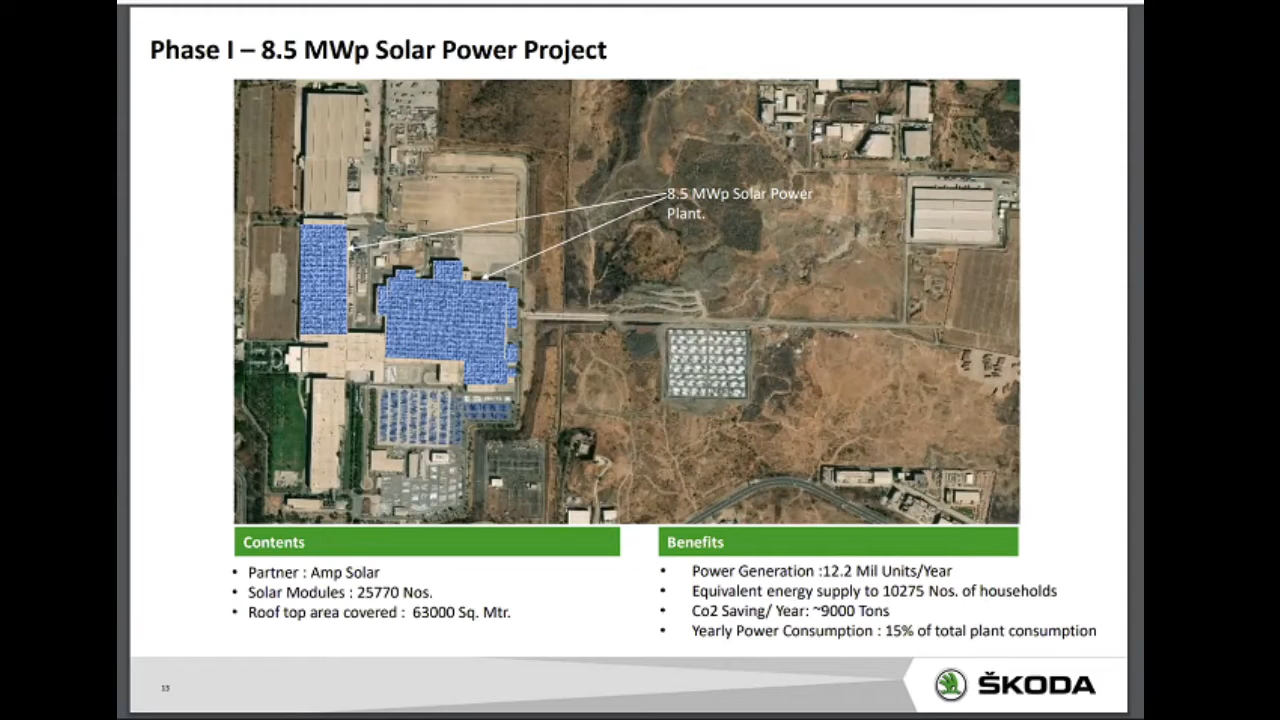 Phase I – 8.5 MWp Solar Power Project
8.5 MWp Solar Power
Plant.
Contents
• Partner : Amp Solar
• Solar Modules : 25770 Nos.
• Roof top area covered : 63000 Sq. Mtr.
Benefits
• Power Generation :12.2 Mil Units/Year
• Equivalent energy supply to 10275 Nos. of households
• Co2 Saving/ Year: ~9000 Tons
• Yearly Power Consumption : 15% of total plant consumption
13
ŠKODA